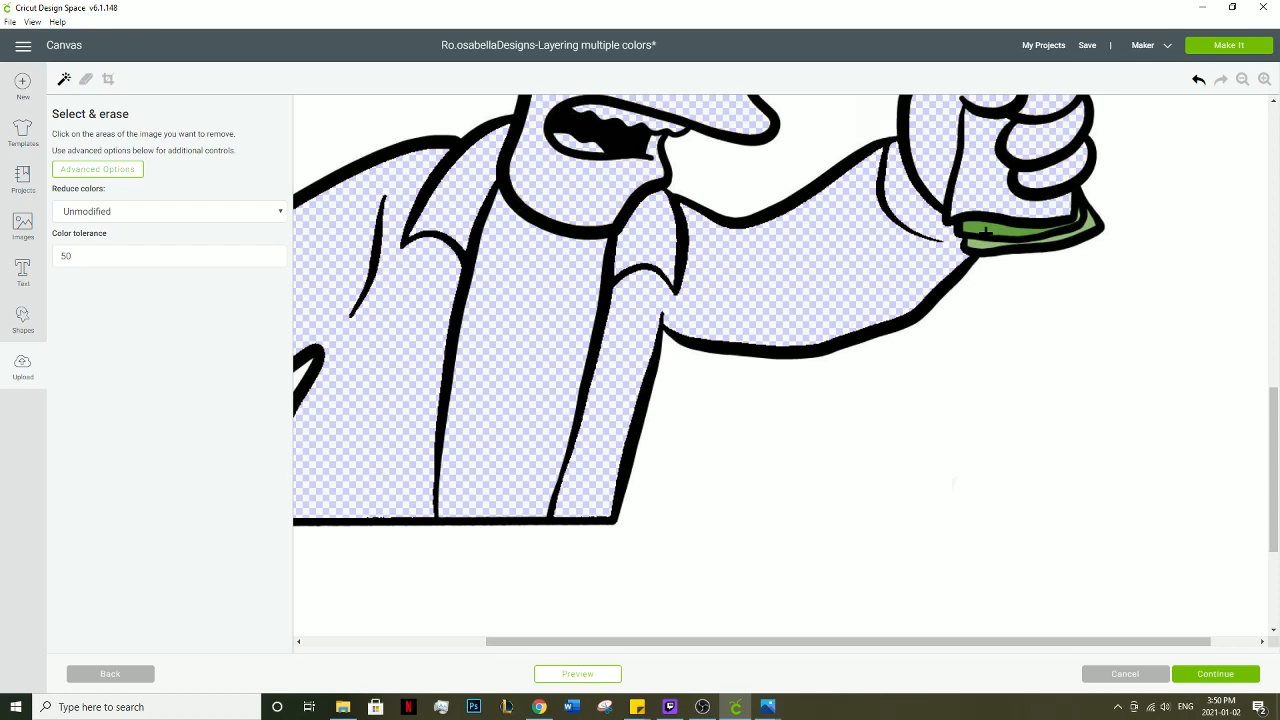 Cricut Design Space v6.1.148
File View Help
Canvas
Ro.osabellaDesigns-Layering multiple colors*
My Projects Save | Maker Make It
New
Templates
Projects
Images
Text
Shapes
Upload
Select & erase
Click on the areas of the image you want to remove.
Use advanced options below for additional controls.
Advanced Options
Reduce colors:
Unmodified
Color tolerance
50
Back Preview Cancel Continue
Type here to search
3:50 PM
2021-01-02